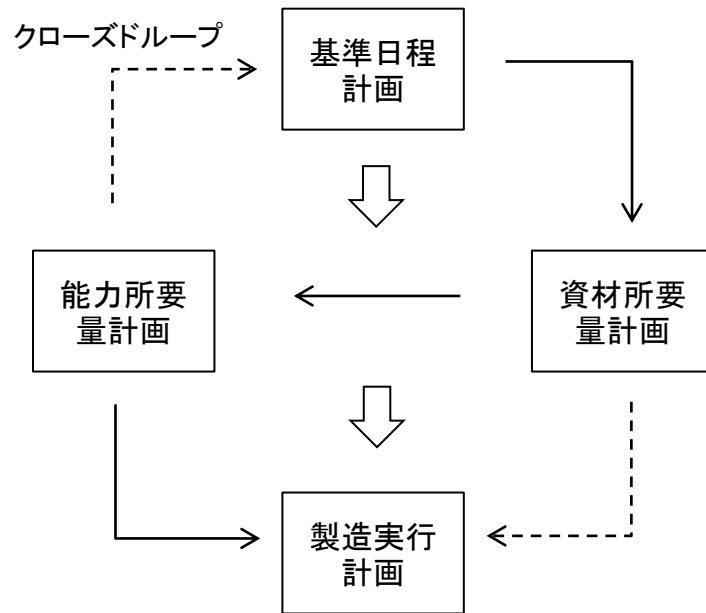 クローズドループ
基準日程
計画
能力所要
量計画
資材所要
量計画
製造実行
計画